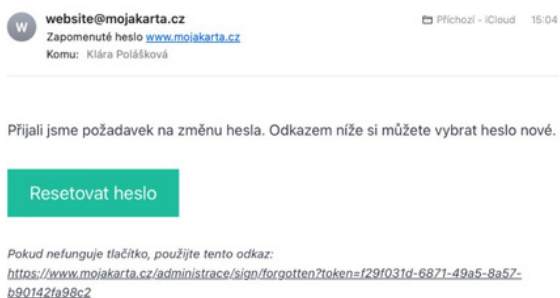 W
website@mojakarta.cz
Příchozí - iCloud 15:04
Zapomenuté heslo www.mojakarta.cz
Komu: Klára Polášková
Přijali jsme požadavek na změnu hesla. Odkazem níže si můžete vybrat heslo nové.
Resetovat heslo
Pokud nefunguje tlačítko, použijte tento odkaz:
https://www.mojakarta.cz/administrace/sign/forgotten?token=f29f031d-6871-49a5-8a57-
b90142fa98c2